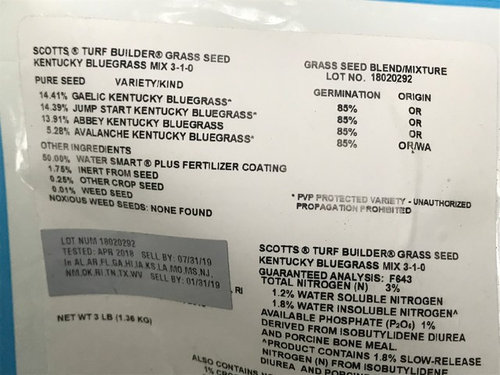 SCOTTS® TURF BUILDER® GRASS SEED
KENTUCKY BLUEGRASS MIX 3-1-0
GRASS SEED BLEND/MIXTURE
LOT NO. 18020292
PURE SEED VARIETY/KIND GERMINATION ORIGIN
14.41% GAELIC KENTUCKY BLUEGRASS* 85% OR
14.39% JUMP START KENTUCKY BLUEGRASS* 85% OR
13.91% ABBEY KENTUCKY BLUEGRASS 85% OR
5.28% AVALANCHE KENTUCKY BLUEGRASS* 85% OR/WA
OTHER INGREDIENTS
50.00% WATER SMART® PLUS FERTILIZER COATING
1.75% INERT FROM SEED
0.25% OTHER CROP SEED
0.01% WEED SEED
NOXIOUS WEED SEEDS: NONE FOUND
* PVP PROTECTED VARIETY - UNAUTHORIZED
PROPAGATION PROHIBITED
LOT NUM 18020292
TESTED: APR 2018 SELL BY: 07/31/19
In AL,AR,FL,GA,HI,IA,KS,LA,MO,MS,NJ,
NM,OK,RI,TN,TX,WV SELL BY: 01/31/19
RI
NET WT 3 LB (1.36 KG)
SCOTTS® TURF BUILDER® GRASS SEED
KENTUCKY BLUEGRASS MIX 3-1-0
GUARANTEED ANALYSIS: F643
TOTAL NITROGEN (N) 3%
1.2% WATER SOLUBLE NITROGEN
1.8% WATER INSOLUBLE NITROGEN^
AVAILABLE PHOSPHATE (P₂O₅) 1%
DERIVED FROM ISOBUTYLIDENE DIUREA
AND PORCINE BONE MEAL.
^PRODUCT CONTAINS 1.8% SLOW-RELEASE
NITROGEN (N) FROM ISOBUTYLIDENE
DIUREA AND PORCINE
ALSO CONTAINS